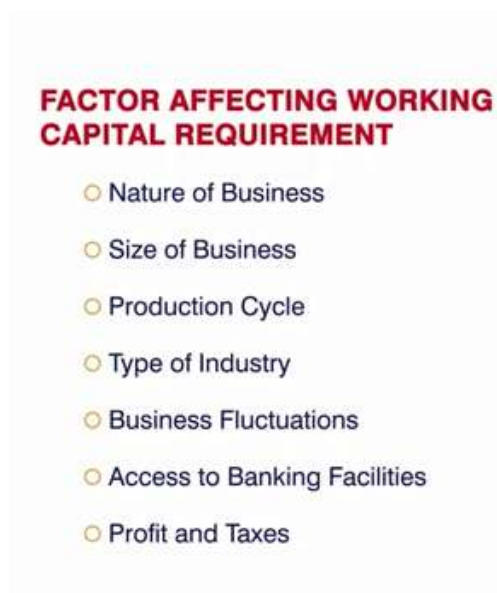 FACTOR AFFECTING WORKING
CAPITAL REQUIREMENT
Nature of Business
Size of Business
Production Cycle
Type of Industry
Business Fluctuations
Access to Banking Facilities
Profit and Taxes